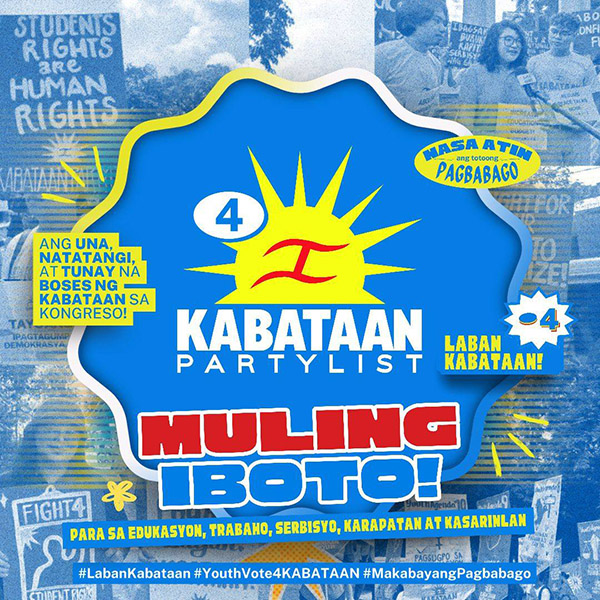 STUDENTS
RIGHTS
are
HUMAN
RIGHTS
KABATAAN
NASA ATIN
ang totoong
PAGBABAGO
4
ANG UNA,
NATATANGI,
AT TUNAY NA
BOSES NG
KABATAAN SA
KONGRESO!
KABATAAN
PARTYLIST
4
LABAN
KABATAAN!
MULING
IBOTO!
FIGHT4
PARA SA EDUKASYON, TRABAHO, SERBISYO, KARAPATAN AT KASARINLAN
#LabanKabataan #YouthVote4KABATAAN #MakabayangPagbabago